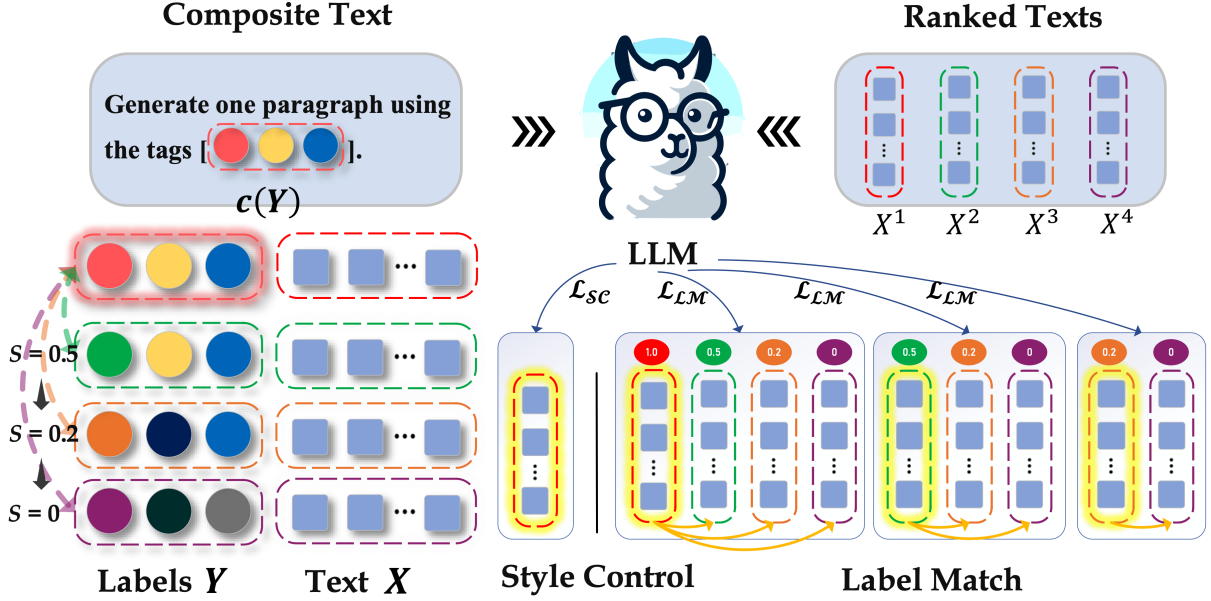 Composite Text
Ranked Texts
Generate one paragraph using
the tags [ ].
c(Y)
X¹ X² X³ X⁴
LLM
ℒ_SC ℒ_LM ℒ_LM ℒ_LM
S = 0.5
S = 0.2
S = 0
1.0 0.5 0.2 0
0.5 0.2 0
0.2 0
Labels Y
Text X
Style Control
Label Match